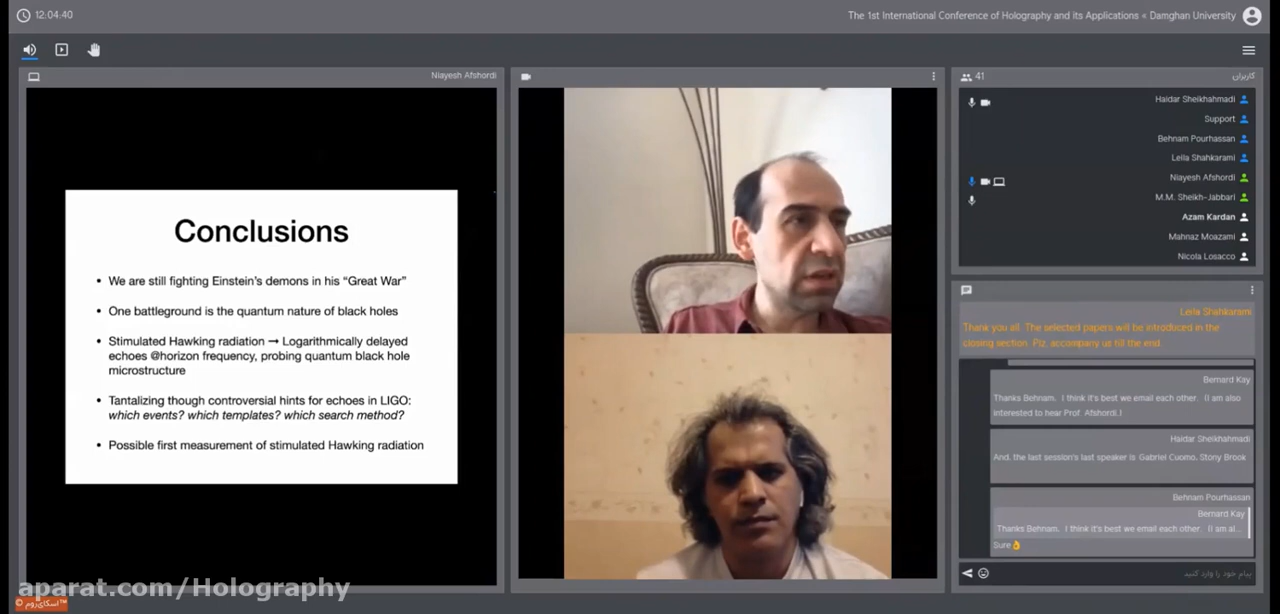 12:04:40
The 1st International Conference of Holography and its Applications « Damghan University
Niayesh Afshordi
Conclusions
• We are still fighting Einstein's demons in his "Great War"
• One battleground is the quantum nature of black holes
• Stimulated Hawking radiation → Logarithmically delayed
echoes @horizon frequency, probing quantum black hole
microstructure
• Tantalizing though controversial hints for echoes in LIGO:
which events? which templates? which search method?
• Possible first measurement of stimulated Hawking radiation
41
کاربران
Haidar Sheikhahmadi
Support
Behnam Pourhassan
Leila Shahkarami
Niayesh Afshordi
M.M. Sheikh-Jabbari
Azam Kardan
Mahnaz Moazami
Nicola Losacco
Leila Shahkarami
Thank you all. The selected papers will be introduced in the
closing section. Plz, accompany us till the end.
Bernard Kay
Thanks Behnam. I think it's best we email each other. (I am also
interested to hear Prof. Afshordi.)
Haidar Sheikhahmadi
And, the last session's last speaker is Gabriel Cuomo, Stony Brook
Behnam Pourhassan
Bernard Kay
Thanks Behnam. I think it's best we email each other. (I am al...
Sure👌
پیام خود را وارد کنید
aparat.com/Holography
© اسکای‌روم™